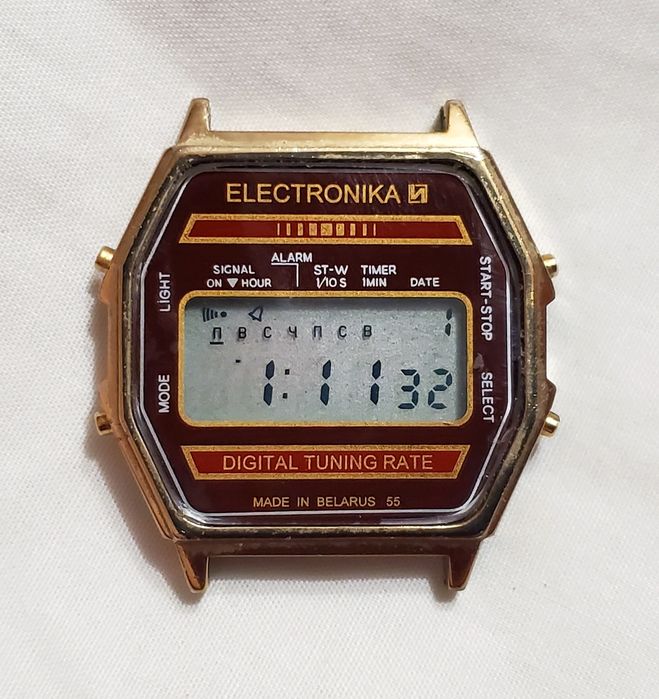 ELECTRONIKA
ALARM
SIGNAL ST-W TIMER
ON ▼ HOUR 1/10 S 1MIN DATE
LIGHT
START-STOP
П В С Ч П С В 1
1:11 32
MODE
SELECT
DIGITAL TUNING RATE
MADE IN BELARUS 55